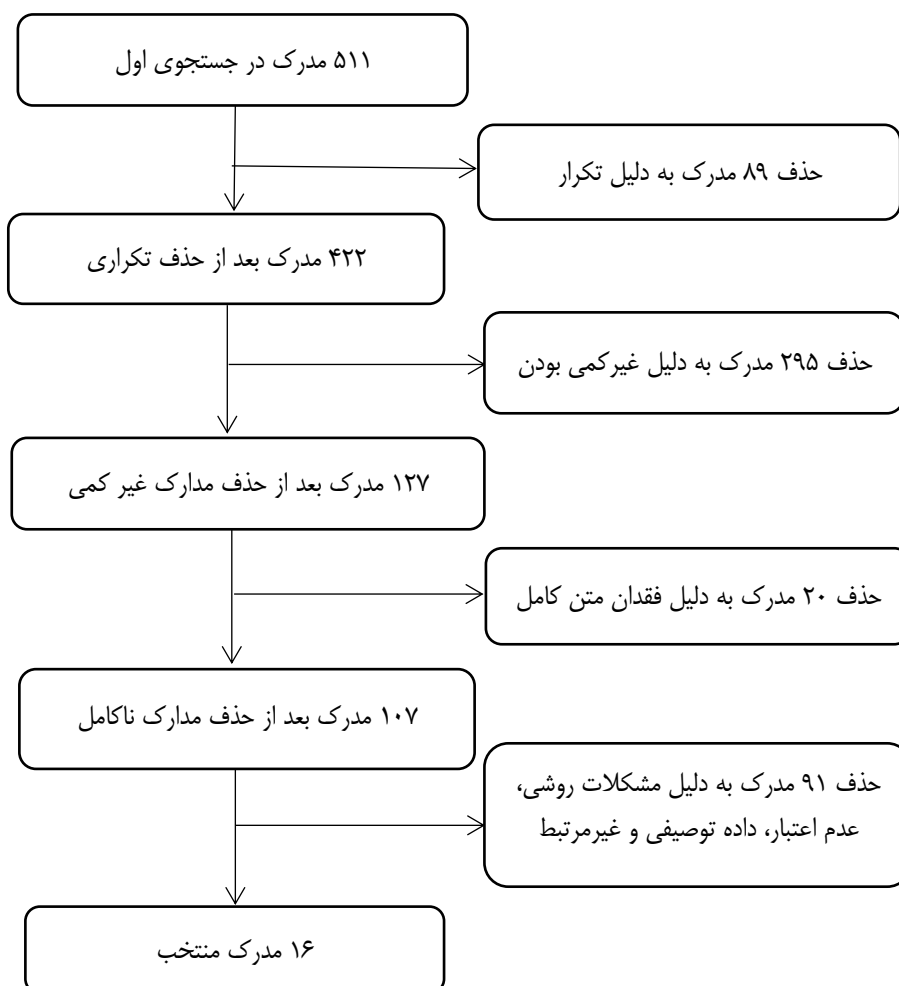 ۵۱۱ مدرک در جستجوی اول
حذف ۸۹ مدرک به دلیل تکرار
۴۲۲ مدرک بعد از حذف تکراری
حذف ۲۹۵ مدرک به دلیل غیرکمی بودن
۱۲۷ مدرک بعد از حذف مدارک غیر کمی
حذف ۲۰ مدرک به دلیل فقدان متن کامل
۱۰۷ مدرک بعد از حذف مدارک ناکامل
حذف ۹۱ مدرک به دلیل مشکلات روشی،
عدم اعتبار، داده توصیفی و غیرمرتبط
۱۶ مدرک منتخب